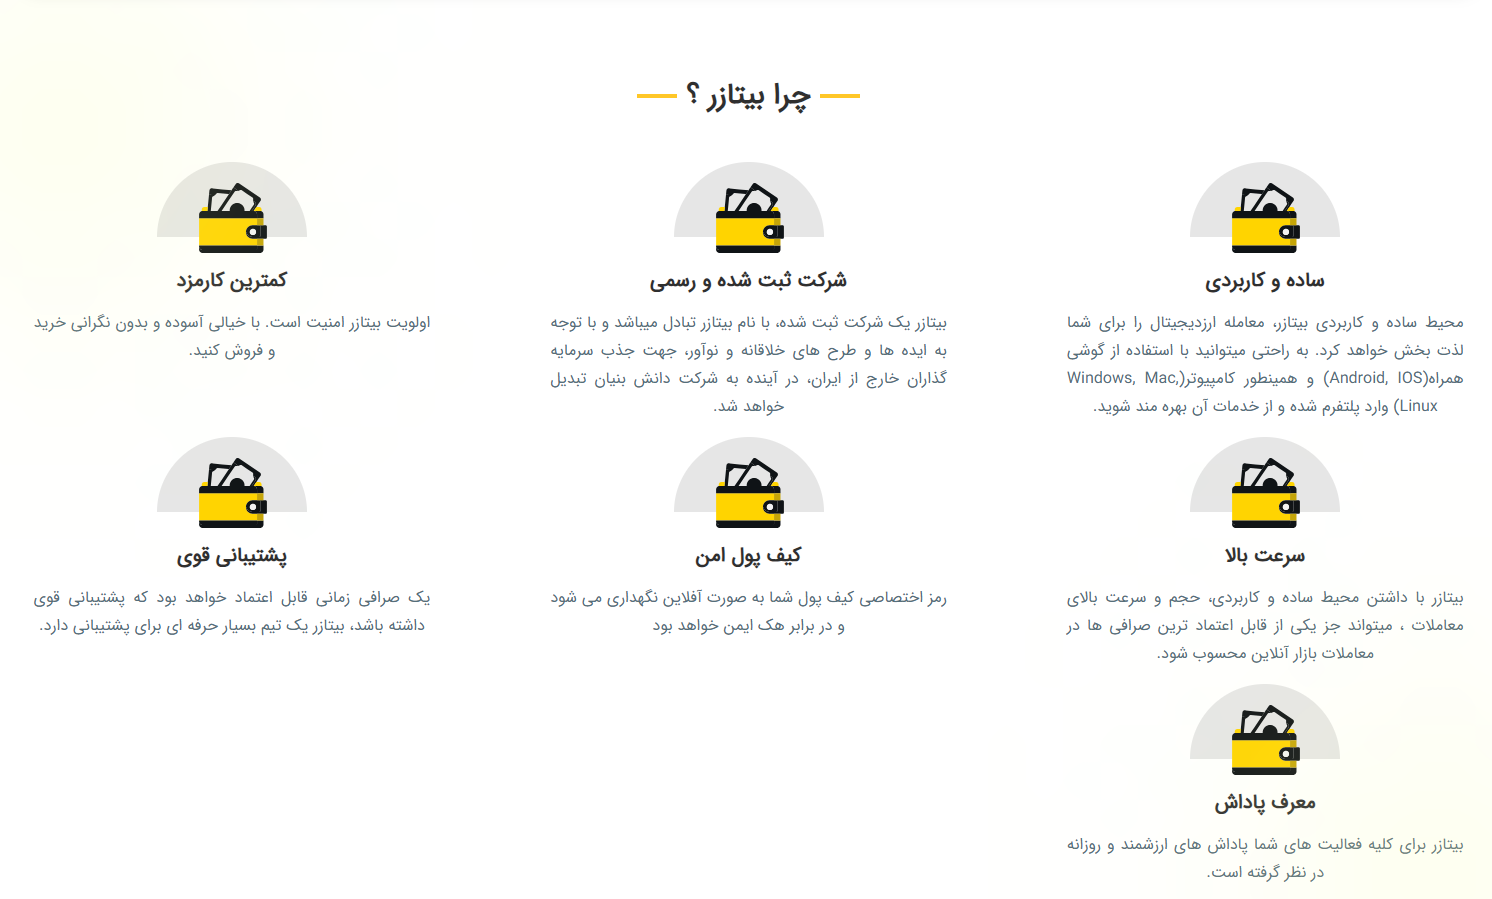 چرا بیتازر ؟
ساده و کاربردی
محیط ساده و کاربردی بیتازر، معامله ارزدیجیتال را برای شما
لذت بخش خواهد کرد. به راحتی میتوانید با استفاده از گوشی
همراه(Android, IOS) و همینطور کامپیوتر(Windows, Mac,
Linux) وارد پلتفرم شده و از خدمات آن بهره مند شوید.
شرکت ثبت شده و رسمی
بیتازر یک شرکت ثبت شده، با نام بیتازر تبادل میباشد و با توجه
به ایده ها و طرح های خلاقانه و نوآور، جهت جذب سرمایه
گذاران خارج از ایران، در آینده به شرکت دانش بنیان تبدیل
خواهد شد.
کمترین کارمزد
اولویت بیتازر امنیت است. با خیالی آسوده و بدون نگرانی خرید
و فروش کنید.
سرعت بالا
بیتازر با داشتن محیط ساده و کاربردی، حجم و سرعت بالای
معاملات ، میتواند جز یکی از قابل اعتماد ترین صرافی ها در
معاملات بازار آنلاین محسوب شود.
کیف پول امن
رمز اختصاصی کیف پول شما به صورت آفلاین نگهداری می شود
و در برابر هک ایمن خواهد بود
پشتیبانی قوی
یک صرافی زمانی قابل اعتماد خواهد بود که پشتیبانی قوی
داشته باشد، بیتازر یک تیم بسیار حرفه ای برای پشتیبانی دارد.
معرف پاداش
بیتازر برای کلیه فعالیت های شما پاداش های ارزشمند و روزانه
در نظر گرفته است.